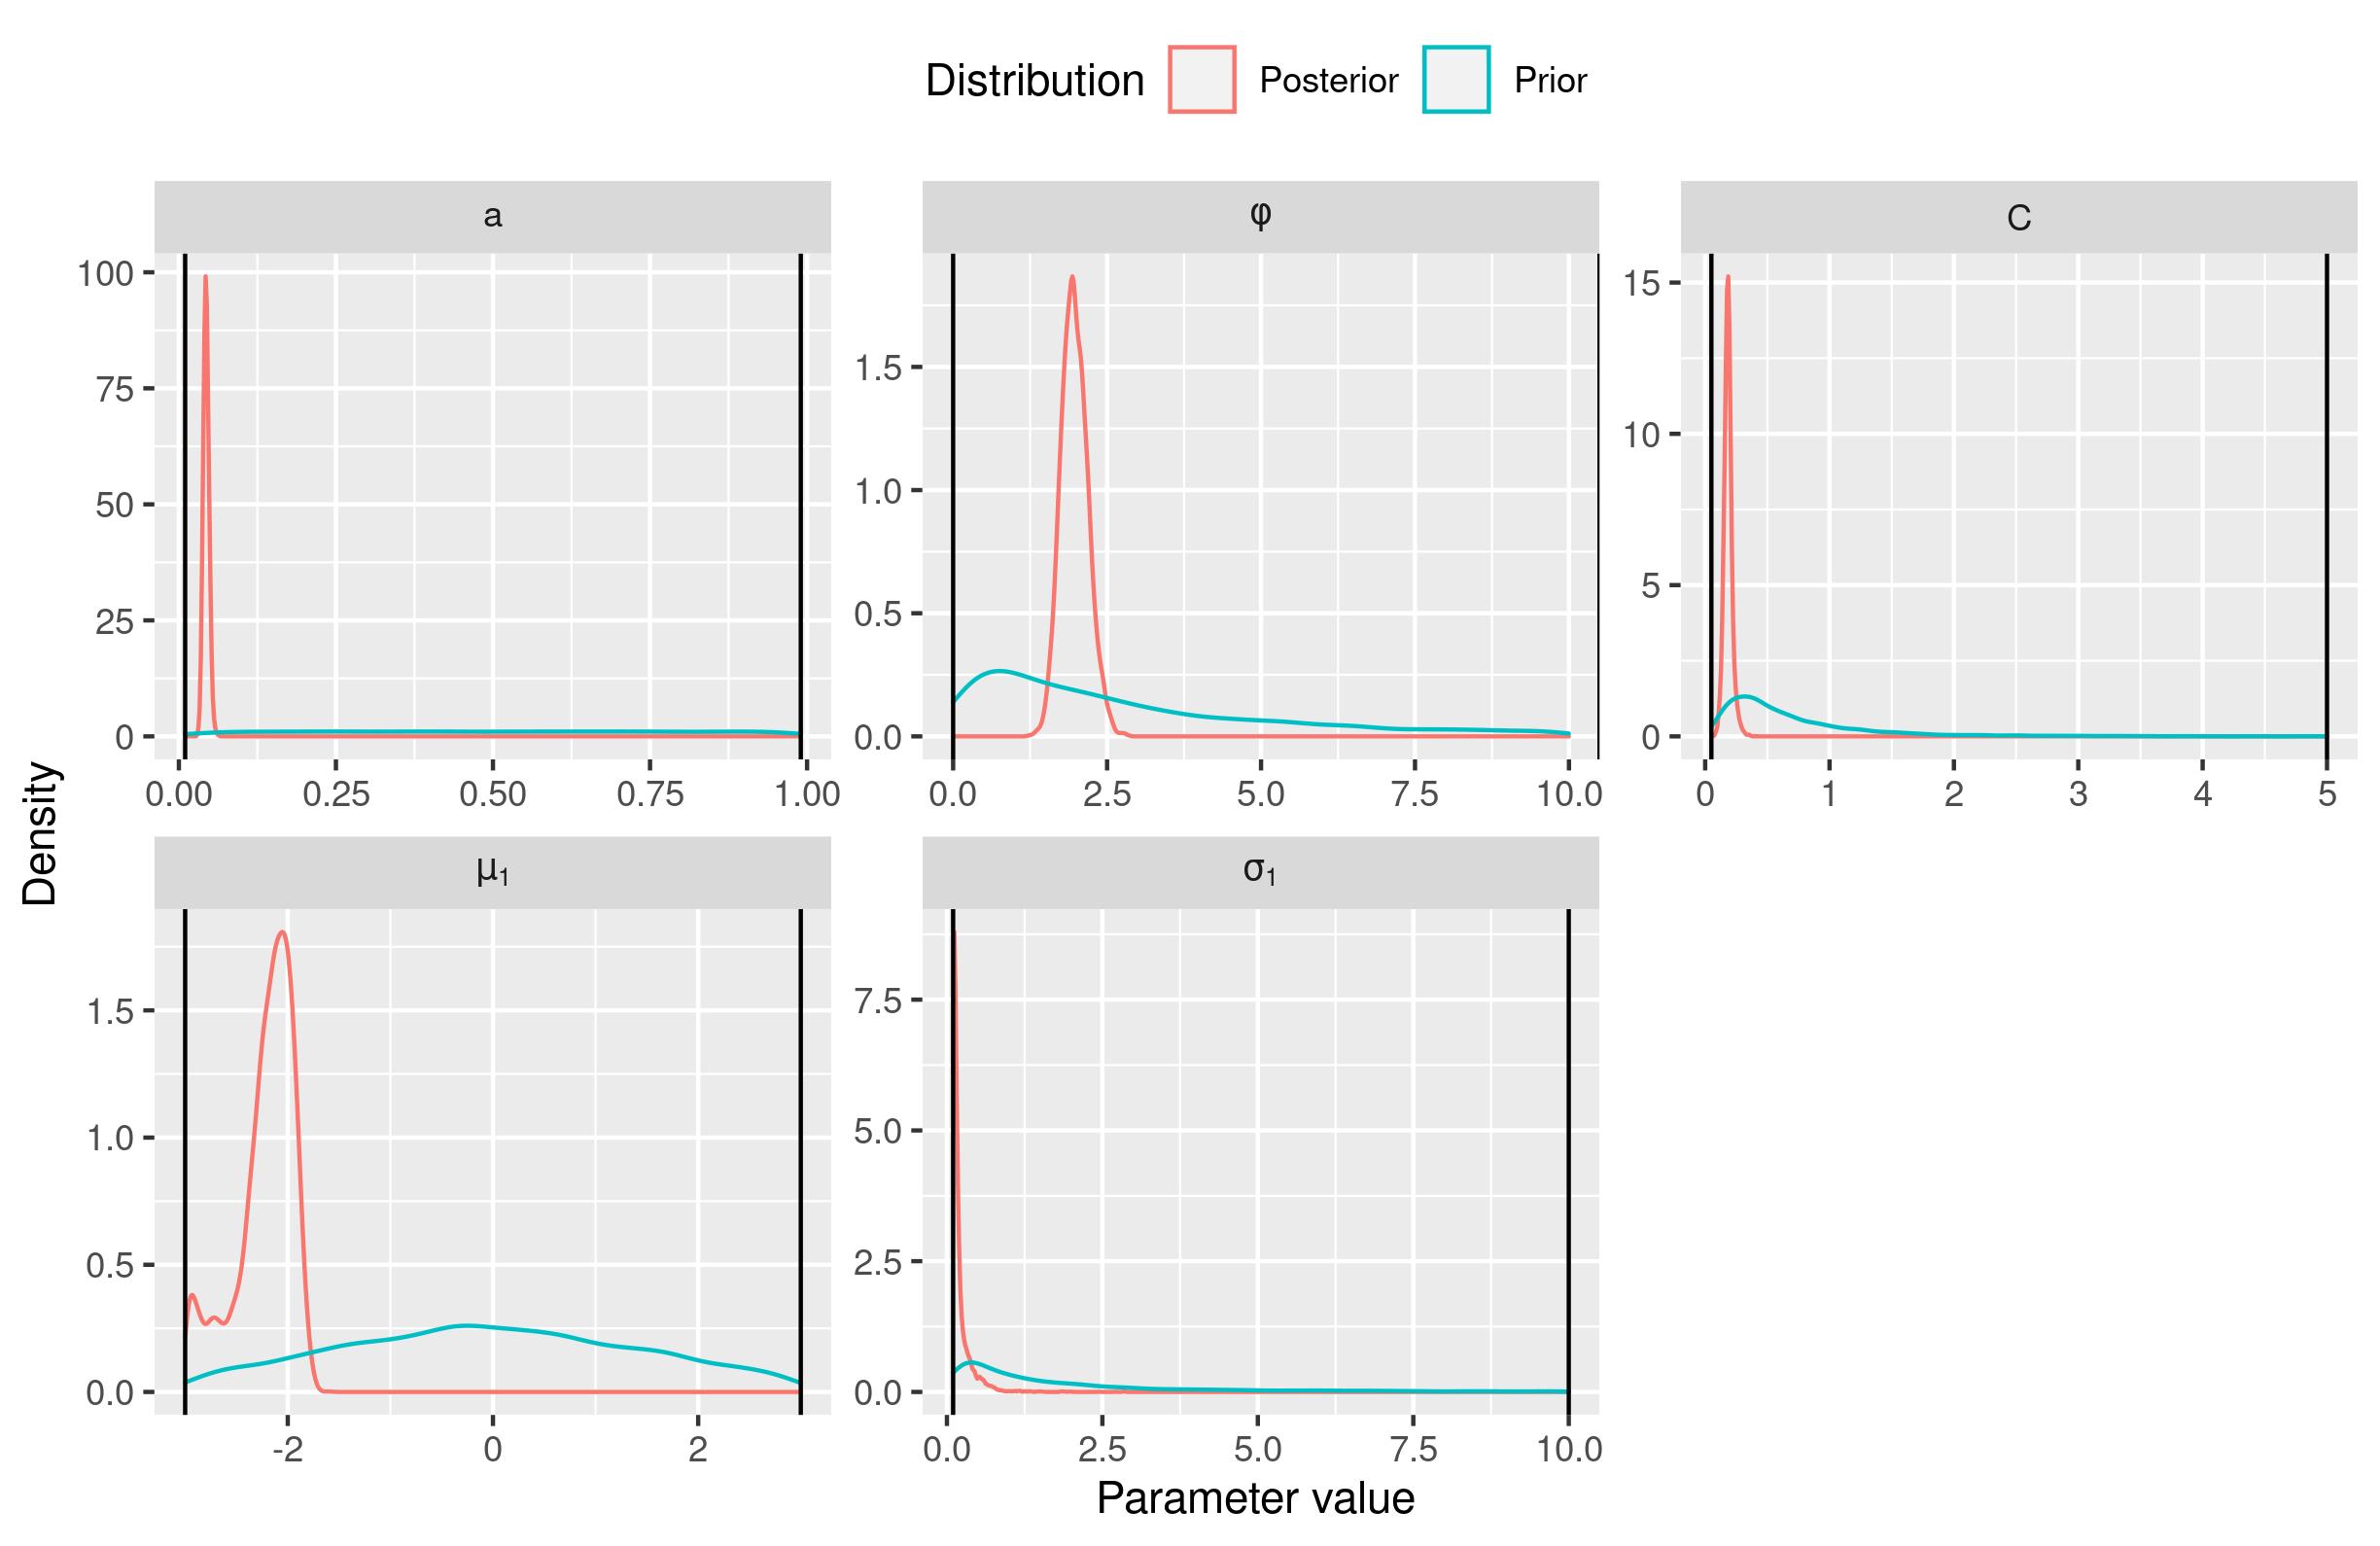 Distribution Posterior Prior
a
φ
C
100
75
50
25
0
0.00 0.25 0.50 0.75 1.00
1.5
1.0
0.5
0.0
0.0 2.5 5.0 7.5 10.0
15
10
5
0
0 1 2 3 4 5
Density
μ₁
σ₁
1.5
1.0
0.5
0.0
-2 0 2
7.5
5.0
2.5
0.0
0.0 2.5 5.0 7.5 10.0
Parameter value